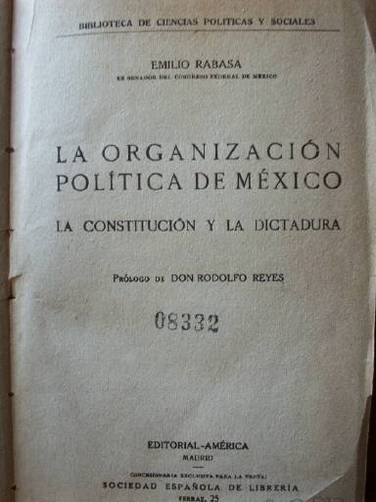 BIBLIOTECA DE CIENCIAS POLITICAS Y SOCIALES
EMILIO RABASA
EX SENADOR DEL CONGRESO FEDERAL DE MÉXICO
LA ORGANIZACIÓN
POLÍTICA DE MÉXICO
LA CONSTITUCIÓN Y LA DICTADURA
PRÓLOGO DE DON RODOLFO REYES
08332
EDITORIAL-AMÉRICA
MADRID
CONCESIONARIA EXCLUSIVA PARA LA VENTA:
SOCIEDAD ESPAÑOLA DE LIBRERÍA
FERRAZ, 25